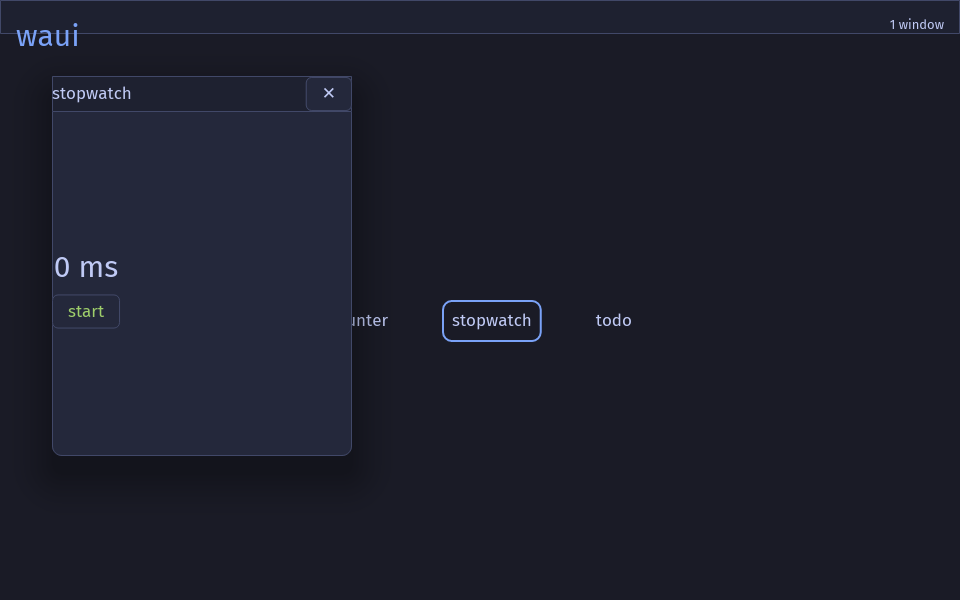 waui
1 window
stopwatch ✕
0 ms
start
unter stopwatch todo